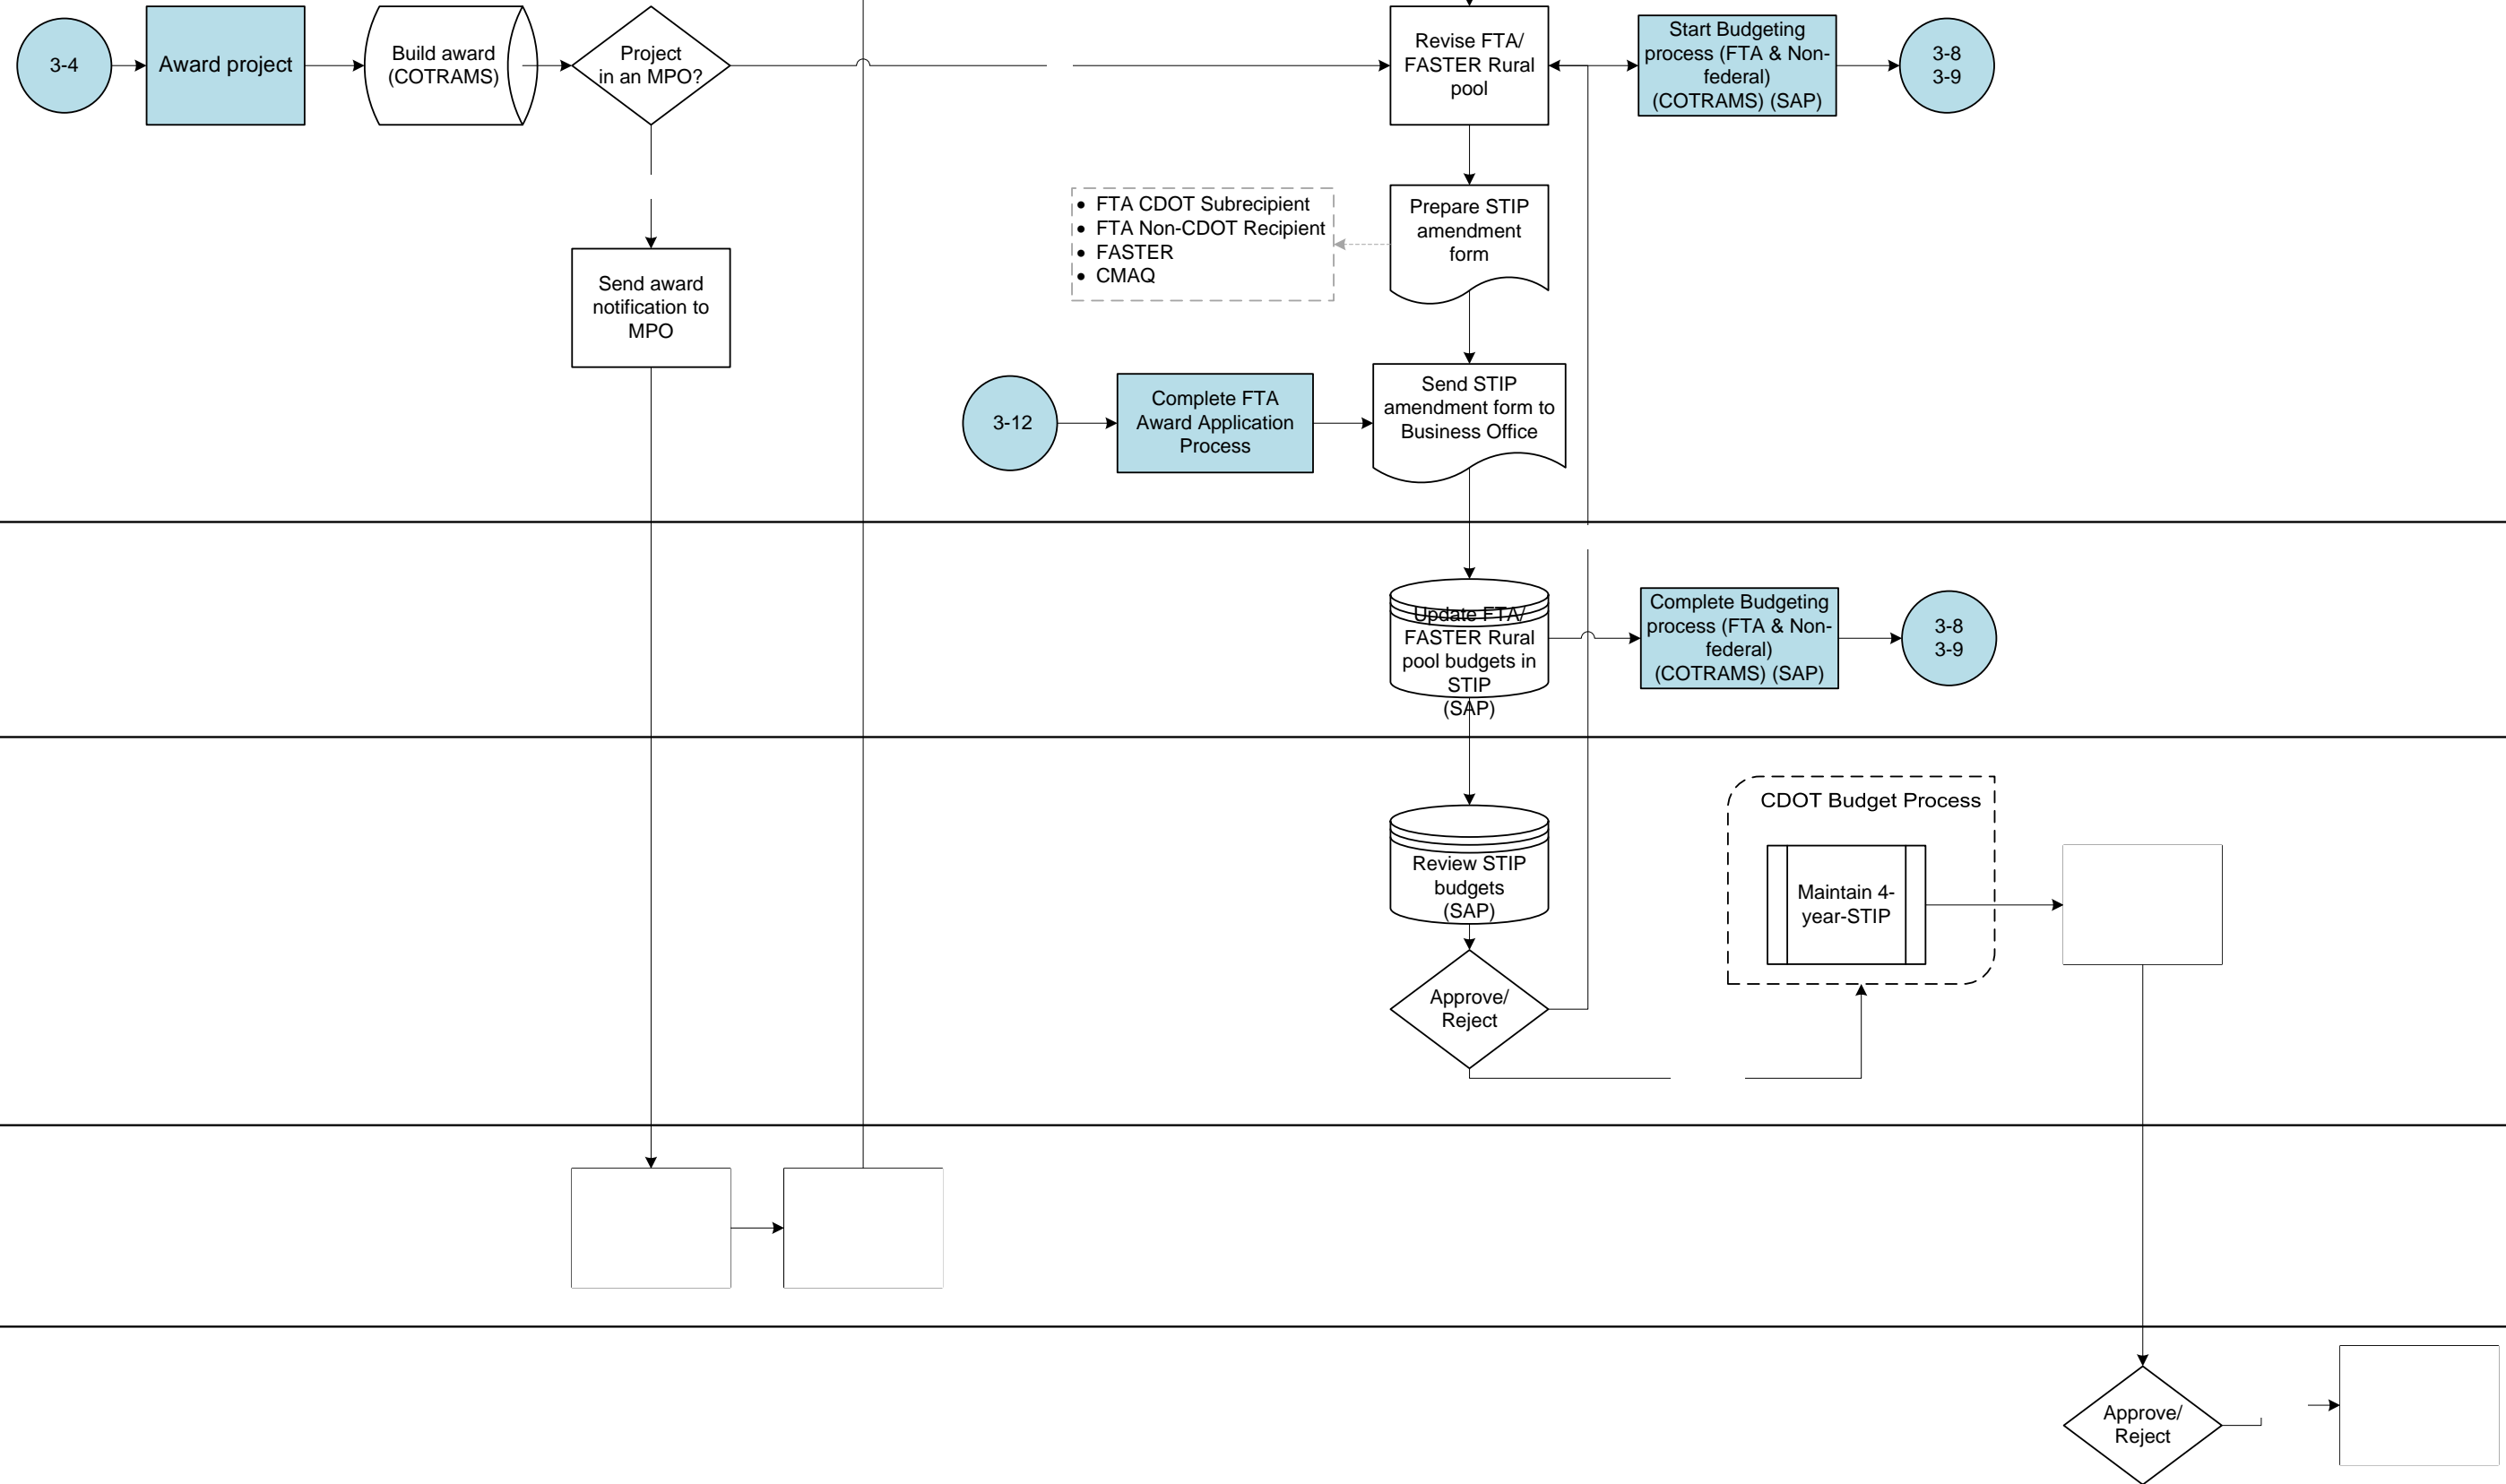 3-4
Award project
Build award
(COTRAMS)
Project
in an MPO?
Revise FTA/
FASTER Rural
pool
Start Budgeting
process (FTA & Non-
federal)
(COTRAMS) (SAP)
3-8
3-9
FTA CDOT Subrecipient
FTA Non-CDOT Recipient
FASTER
CMAQ
Prepare STIP
amendment
form
Send award
notification to
MPO
3-12
Complete FTA
Award Application
Process
Send STIP
amendment form to
Business Office
Update FTA/
FASTER Rural
pool budgets in
STIP
(SAP)
Complete Budgeting
process (FTA & Non-
federal)
(COTRAMS) (SAP)
3-8
3-9
Review STIP
budgets
(SAP)
CDOT Budget Process
Maintain 4-
year-STIP
Approve/
Reject
Approve/
Reject